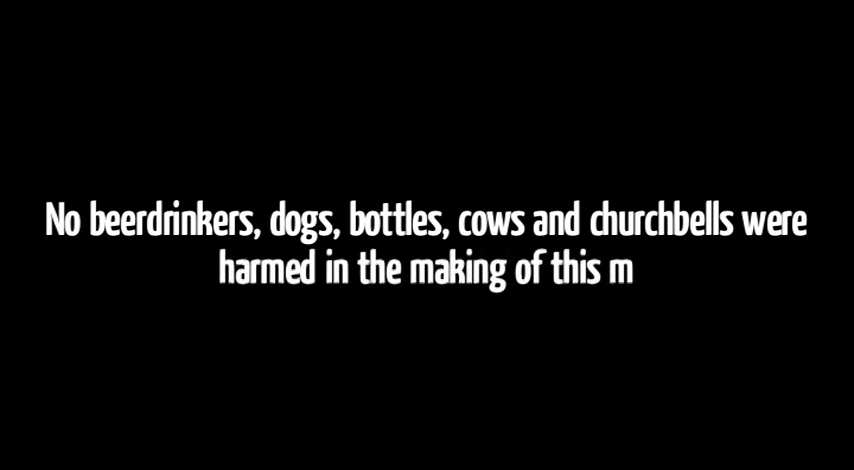 No beerdrinkers, dogs, bottles, cows and churchbells were
harmed in the making of this m